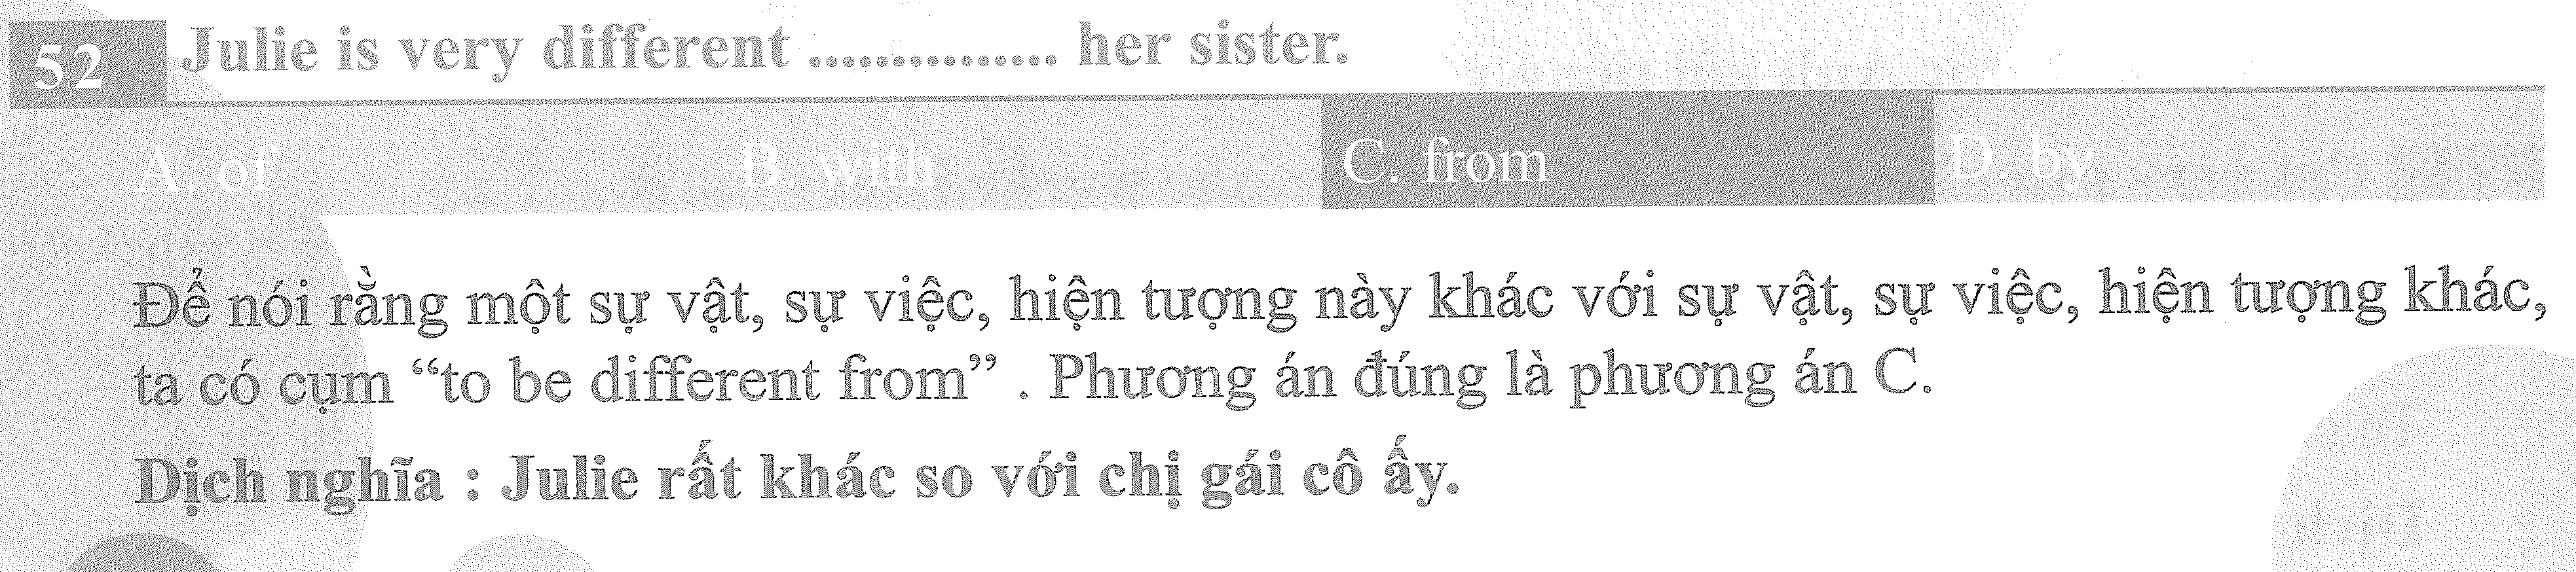 52 Julie is very different .............. her sister.
A. of B. with C. from D. by
Để nói rằng một sự vật, sự việc, hiện tượng này khác với sự vật, sự việc, hiện tượng khác,
ta có cụm “to be different from” . Phương án đúng là phương án C.
Dịch nghĩa : Julie rất khác so với chị gái cô ấy.